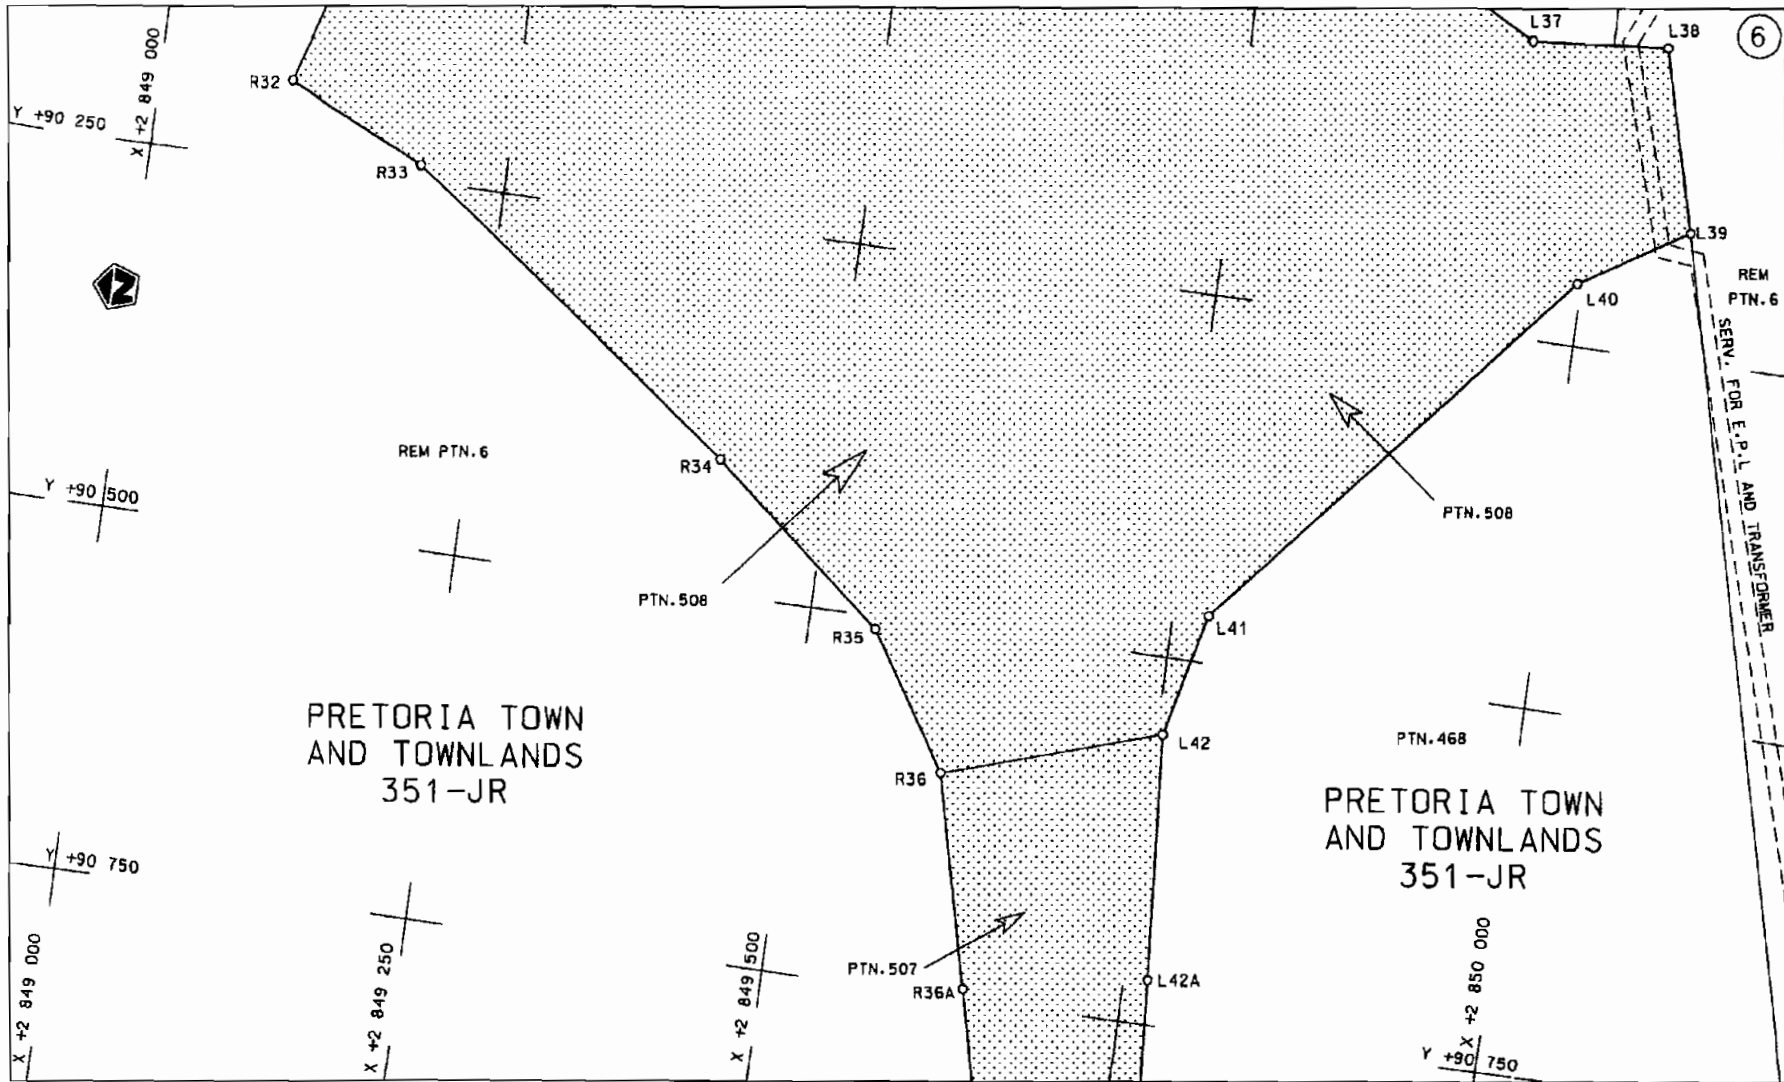 L37
L38
6
X +2 849 000
R32
Y +90 250
R33
L39
REM
PTN.6
L40
N
SERV. FOR E.P.L AND TRANSFORMER
REM PTN.6
R34
Y +90 500
PTN.508
PTN.508
R35
L41
PRETORIA TOWN
AND TOWNLANDS
351-JR
L42
PTN.468
R36
PRETORIA TOWN
AND TOWNLANDS
351-JR
Y +90 750
X +2 849 000
X +2 849 250
X +2 849 500
PTN.507
R36A
L42A
X +2 850 000
Y +90 750